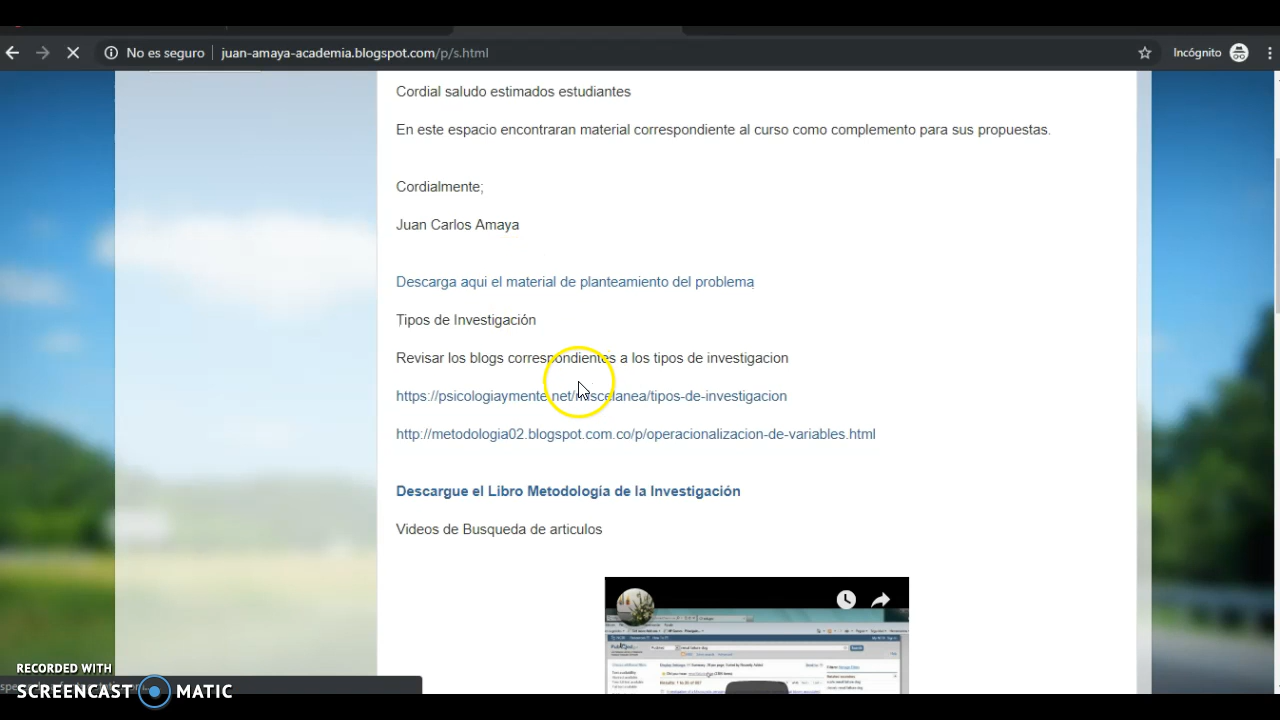 No es seguro
juan-amaya-academia.blogspot.com/p/s.html
Incógnito
Cordial saludo estimados estudiantes
En este espacio encontraran material correspondiente al curso como complemento para sus propuestas.
Cordialmente;
Juan Carlos Amaya
Descarga aqui el material de planteamiento del problema
Tipos de Investigación
Revisar los blogs correspondientes a los tipos de investigacion
https://psicologiaymente.net/miscelanea/tipos-de-investigacion
http://metodologia02.blogspot.com.co/p/operacionalizacion-de-variables.html
Descargue el Libro Metodología de la Investigación
Videos de Busqueda de articulos
RECORDED WITH